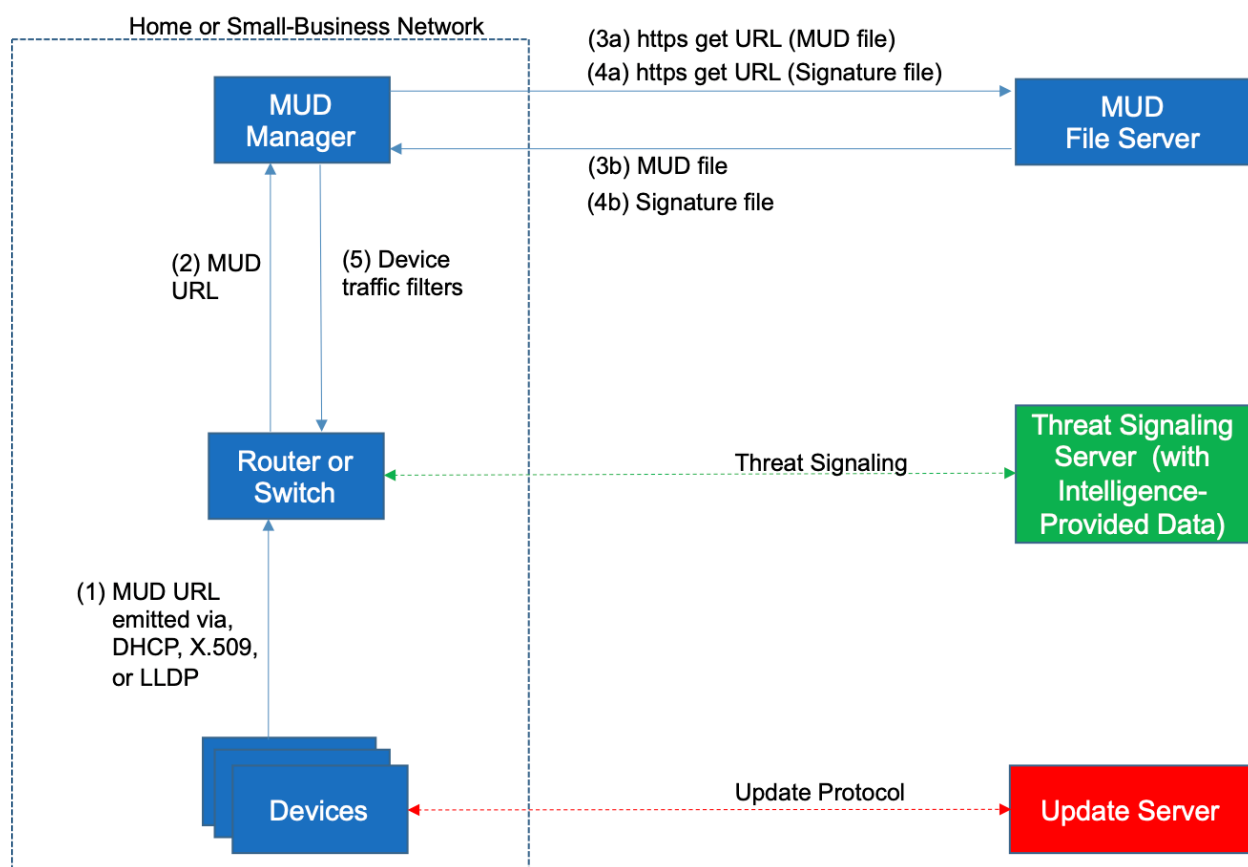 Home or Small-Business Network
(3a) https get URL (MUD file)
(4a) https get URL (Signature file)
MUD
Manager
MUD
File Server
(3b) MUD file
(4b) Signature file
(2) MUD
URL
(5) Device
traffic filters
Router or
Switch
Threat Signaling
Threat Signaling
Server (with
Intelligence-
Provided Data)
(1) MUD URL
emitted via,
DHCP, X.509,
or LLDP
Devices
Update Protocol
Update Server